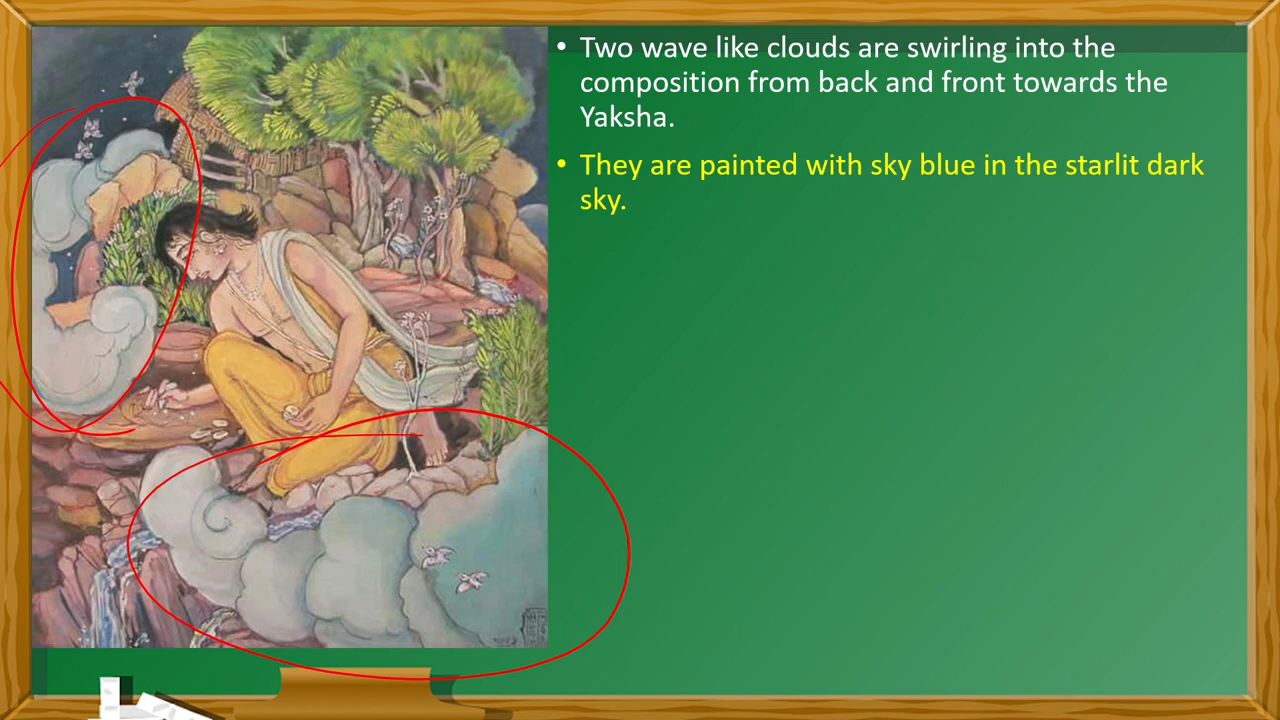 • Two wave like clouds are swirling into the
composition from back and front towards the
Yaksha.
• They are painted with sky blue in the starlit dark
sky.